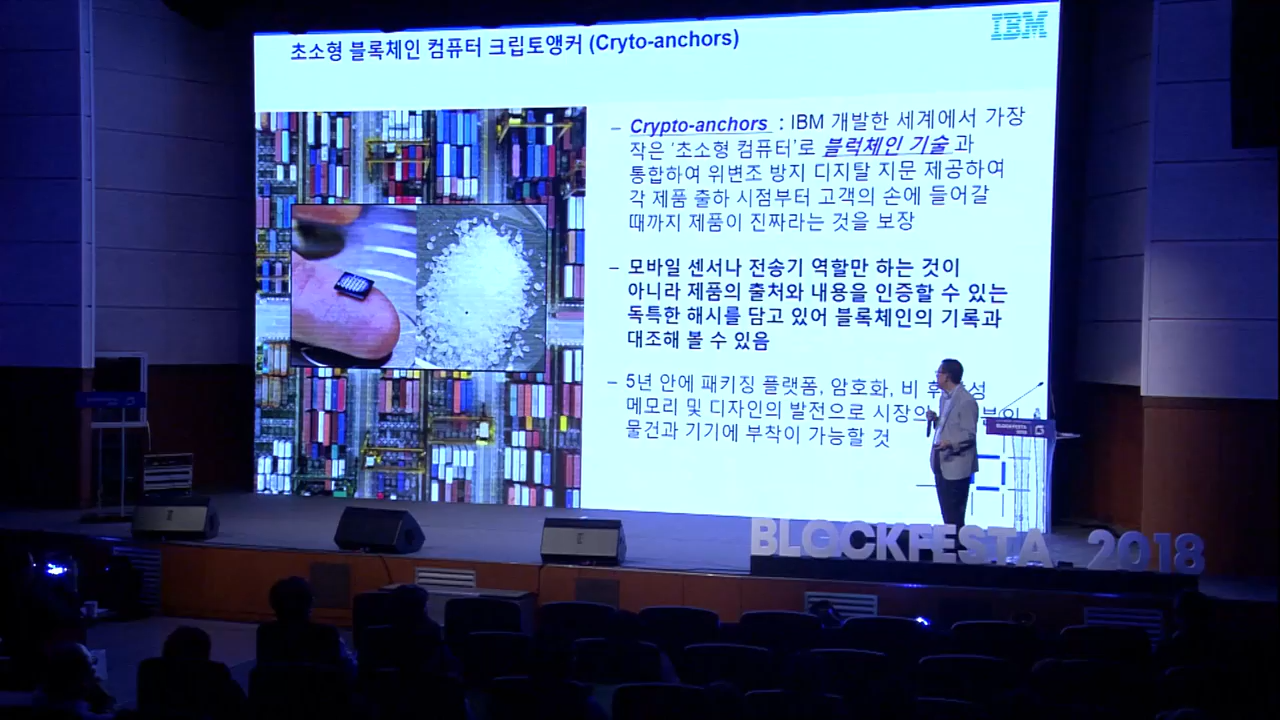 초소형 블록체인 컴퓨터 크립토앵커 (Cryto-anchors)
IBM
– Crypto-anchors : IBM 개발한 세계에서 가장
작은 '초소형 컴퓨터'로 블럭체인 기술 과
통합하여 위변조 방지 디지탈 지문 제공하여
각 제품 출하 시점부터 고객의 손에 들어갈
때까지 제품이 진짜라는 것을 보장
– 모바일 센서나 전송기 역할만 하는 것이
아니라 제품의 출처와 내용을 인증할 수 있는
독특한 해시를 담고 있어 블록체인의 기록과
대조해 볼 수 있음
– 5년 안에 패키징 플랫폼, 암호화, 비
메모리 및 디자인의 발전으로 시장의
물건과 기기에 부착이 가능할 것
BLOCKFESTA
BLOCKFESTA 2018